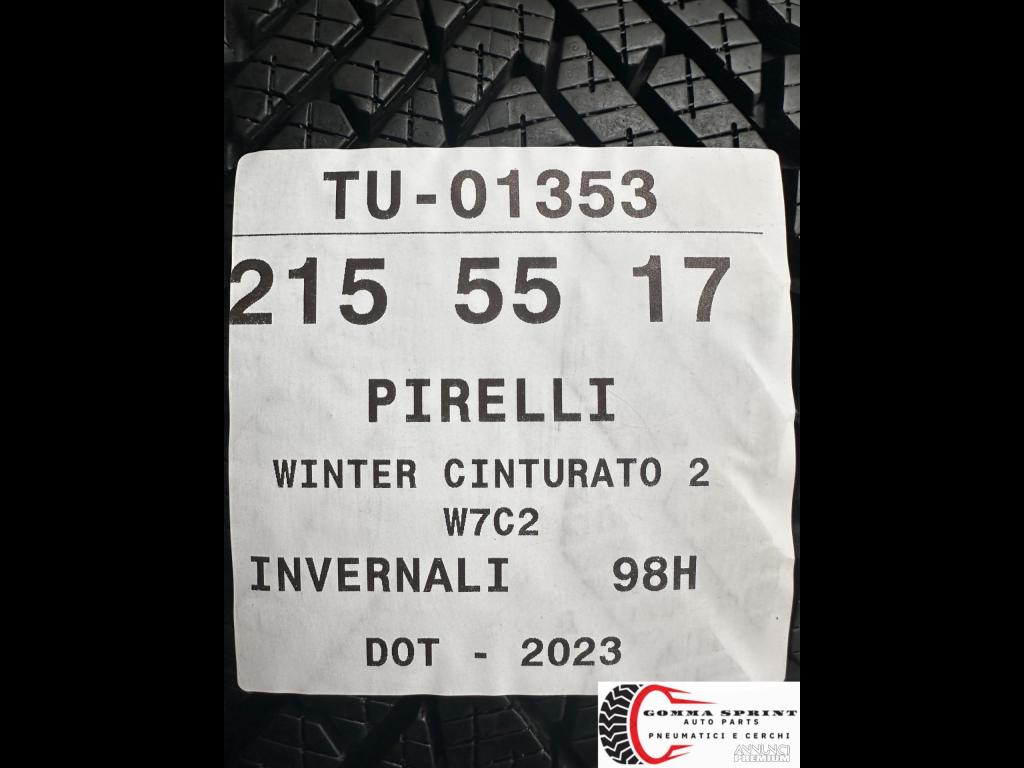 TU-01353
215 55 17
PIRELLI
WINTER CINTURATO 2
W7C2
INVERNALI 98H
DOT - 2023
GOMMA SPRINT
AUTO PARTS
PNEUMATICI E CERCHI
ANNUNCI
PREMIUM